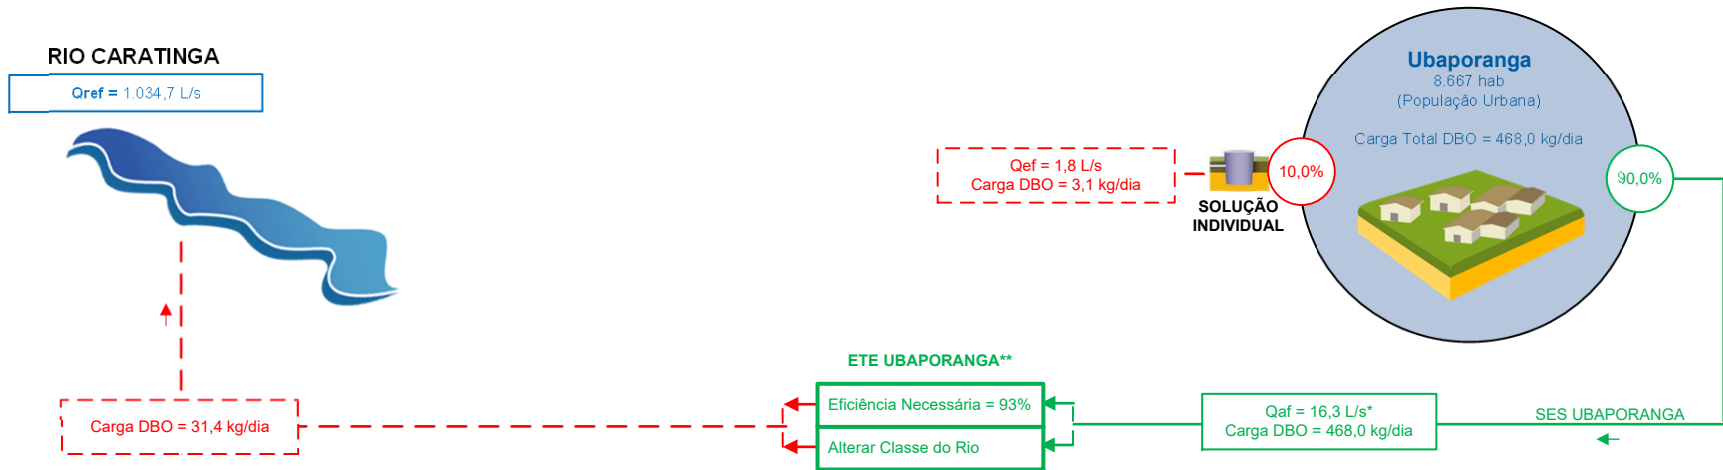 RIO CARATINGA
Qref = 1.034,7 L/s
Ubaporanga
8.667 hab
(População Urbana)
Carga Total DBO = 468,0 kg/dia
Qef = 1,8 L/s
Carga DBO = 3,1 kg/dia
10,0%
90,0%
SOLUÇÃO
INDIVIDUAL
ETE UBAPORANGA**
Eficiência Necessária = 93%
Alterar Classe do Rio
Carga DBO = 31,4 kg/dia
Qaf = 16,3 L/s*
Carga DBO = 468,0 kg/dia
SES UBAPORANGA